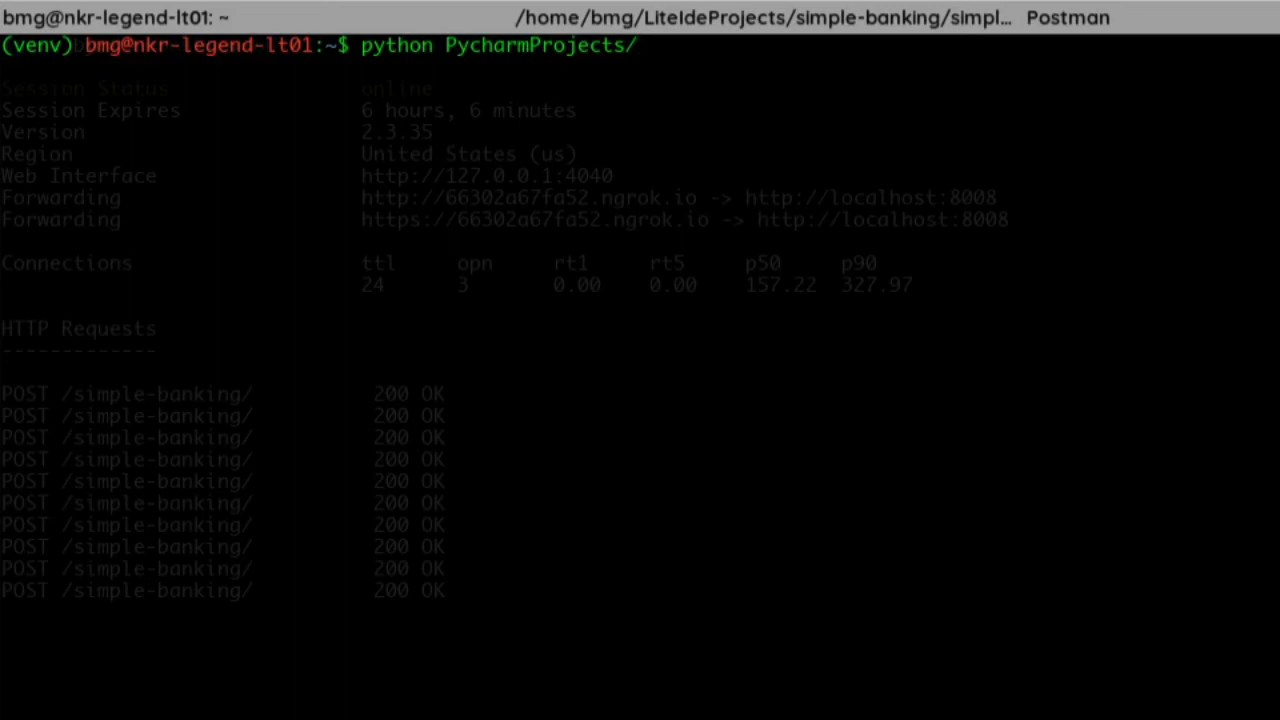 bmg@nkr-legend-lt01: ~ /home/bmg/LiteIdeProjects/simple-banking/simpl... Postman
(venv) bmg@nkr-legend-lt01:~$ python PycharmProjects/
Session Status online
Session Expires 6 hours, 6 minutes
Version 2.3.35
Region United States (us)
Web Interface http://127.0.0.1:4040
Forwarding http://66302a67fa52.ngrok.io -> http://localhost:8008
Forwarding https://66302a67fa52.ngrok.io -> http://localhost:8008
Connections ttl opn rt1 rt5 p50 p90
24 3 0.00 0.00 157.22 327.97
HTTP Requests
-------------
POST /simple-banking/ 200 OK
POST /simple-banking/ 200 OK
POST /simple-banking/ 200 OK
POST /simple-banking/ 200 OK
POST /simple-banking/ 200 OK
POST /simple-banking/ 200 OK
POST /simple-banking/ 200 OK
POST /simple-banking/ 200 OK
POST /simple-banking/ 200 OK
POST /simple-banking/ 200 OK